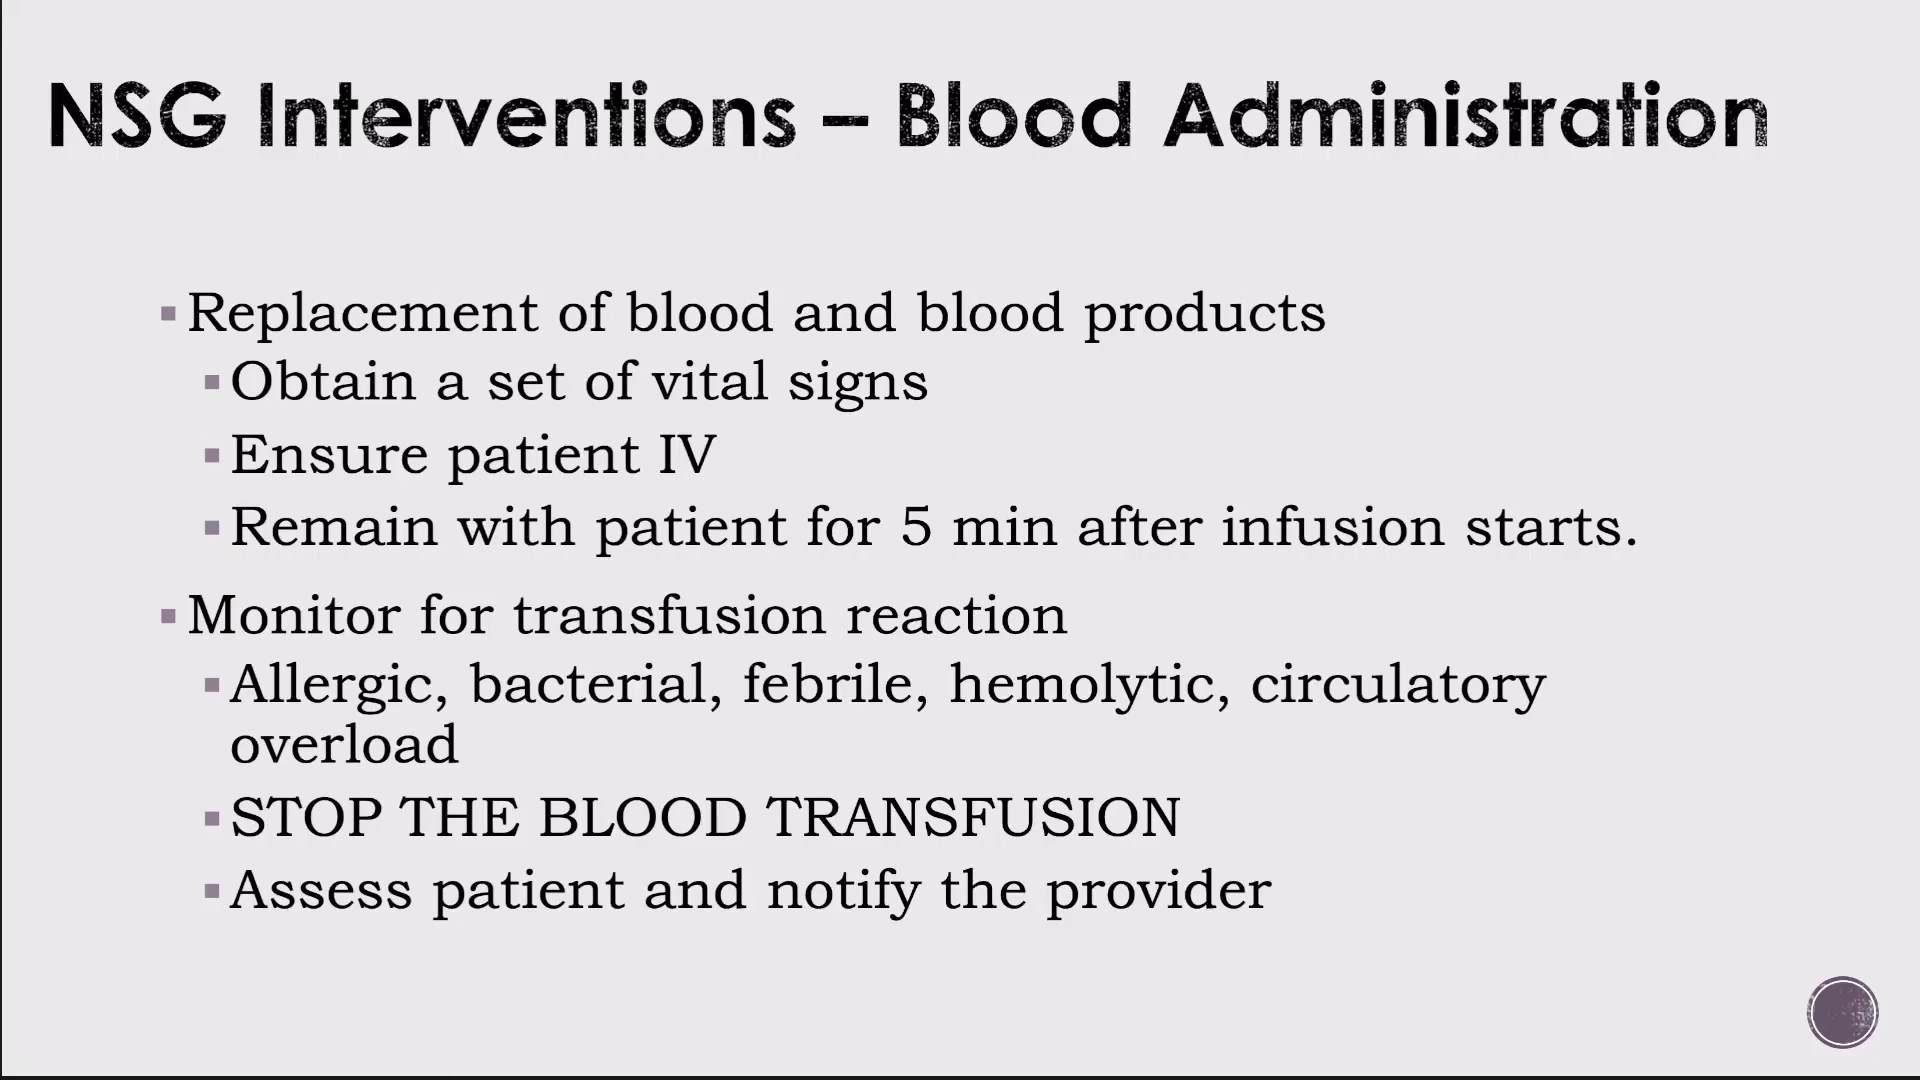 NSG Interventions – Blood Administration
Replacement of blood and blood products
Obtain a set of vital signs
Ensure patient IV
Remain with patient for 5 min after infusion starts.
Monitor for transfusion reaction
Allergic, bacterial, febrile, hemolytic, circulatory
overload
STOP THE BLOOD TRANSFUSION
Assess patient and notify the provider